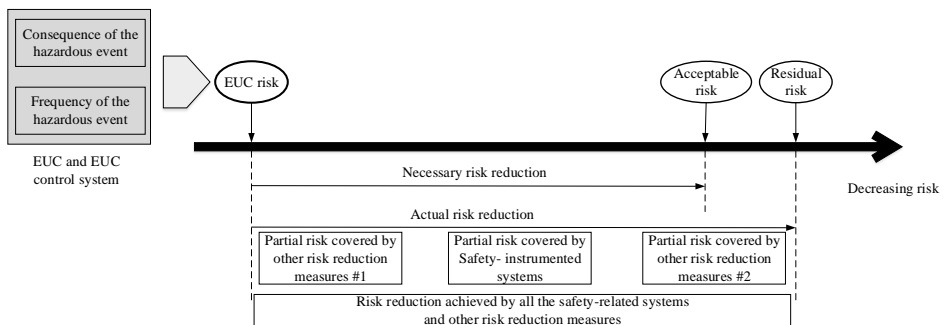 Consequence of the
hazardous event
Frequency of the
hazardous event
EUC and EUC
control system
EUC risk
Acceptable
risk
Residual
risk
Necessary risk reduction
Decreasing risk
Actual risk reduction
Partial risk covered by
other risk reduction
measures #1
Partial risk covered by
Safety- instrumented
systems
Partial risk covered by
other risk reduction
measures #2
Risk reduction achieved by all the safety-related systems
and other risk reduction measures